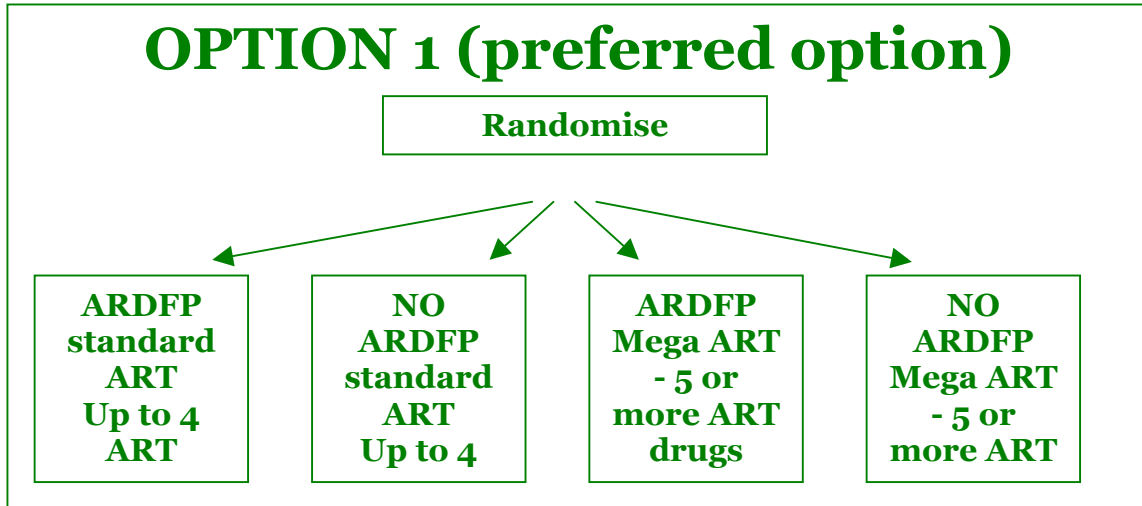 OPTION 1 (preferred option)
Randomise
ARDFP
standard
ART
Up to 4
ART
NO
ARDFP
standard
ART
Up to 4
ARDFP
Mega ART
- 5 or
more ART
drugs
NO
ARDFP
Mega ART
- 5 or
more ART